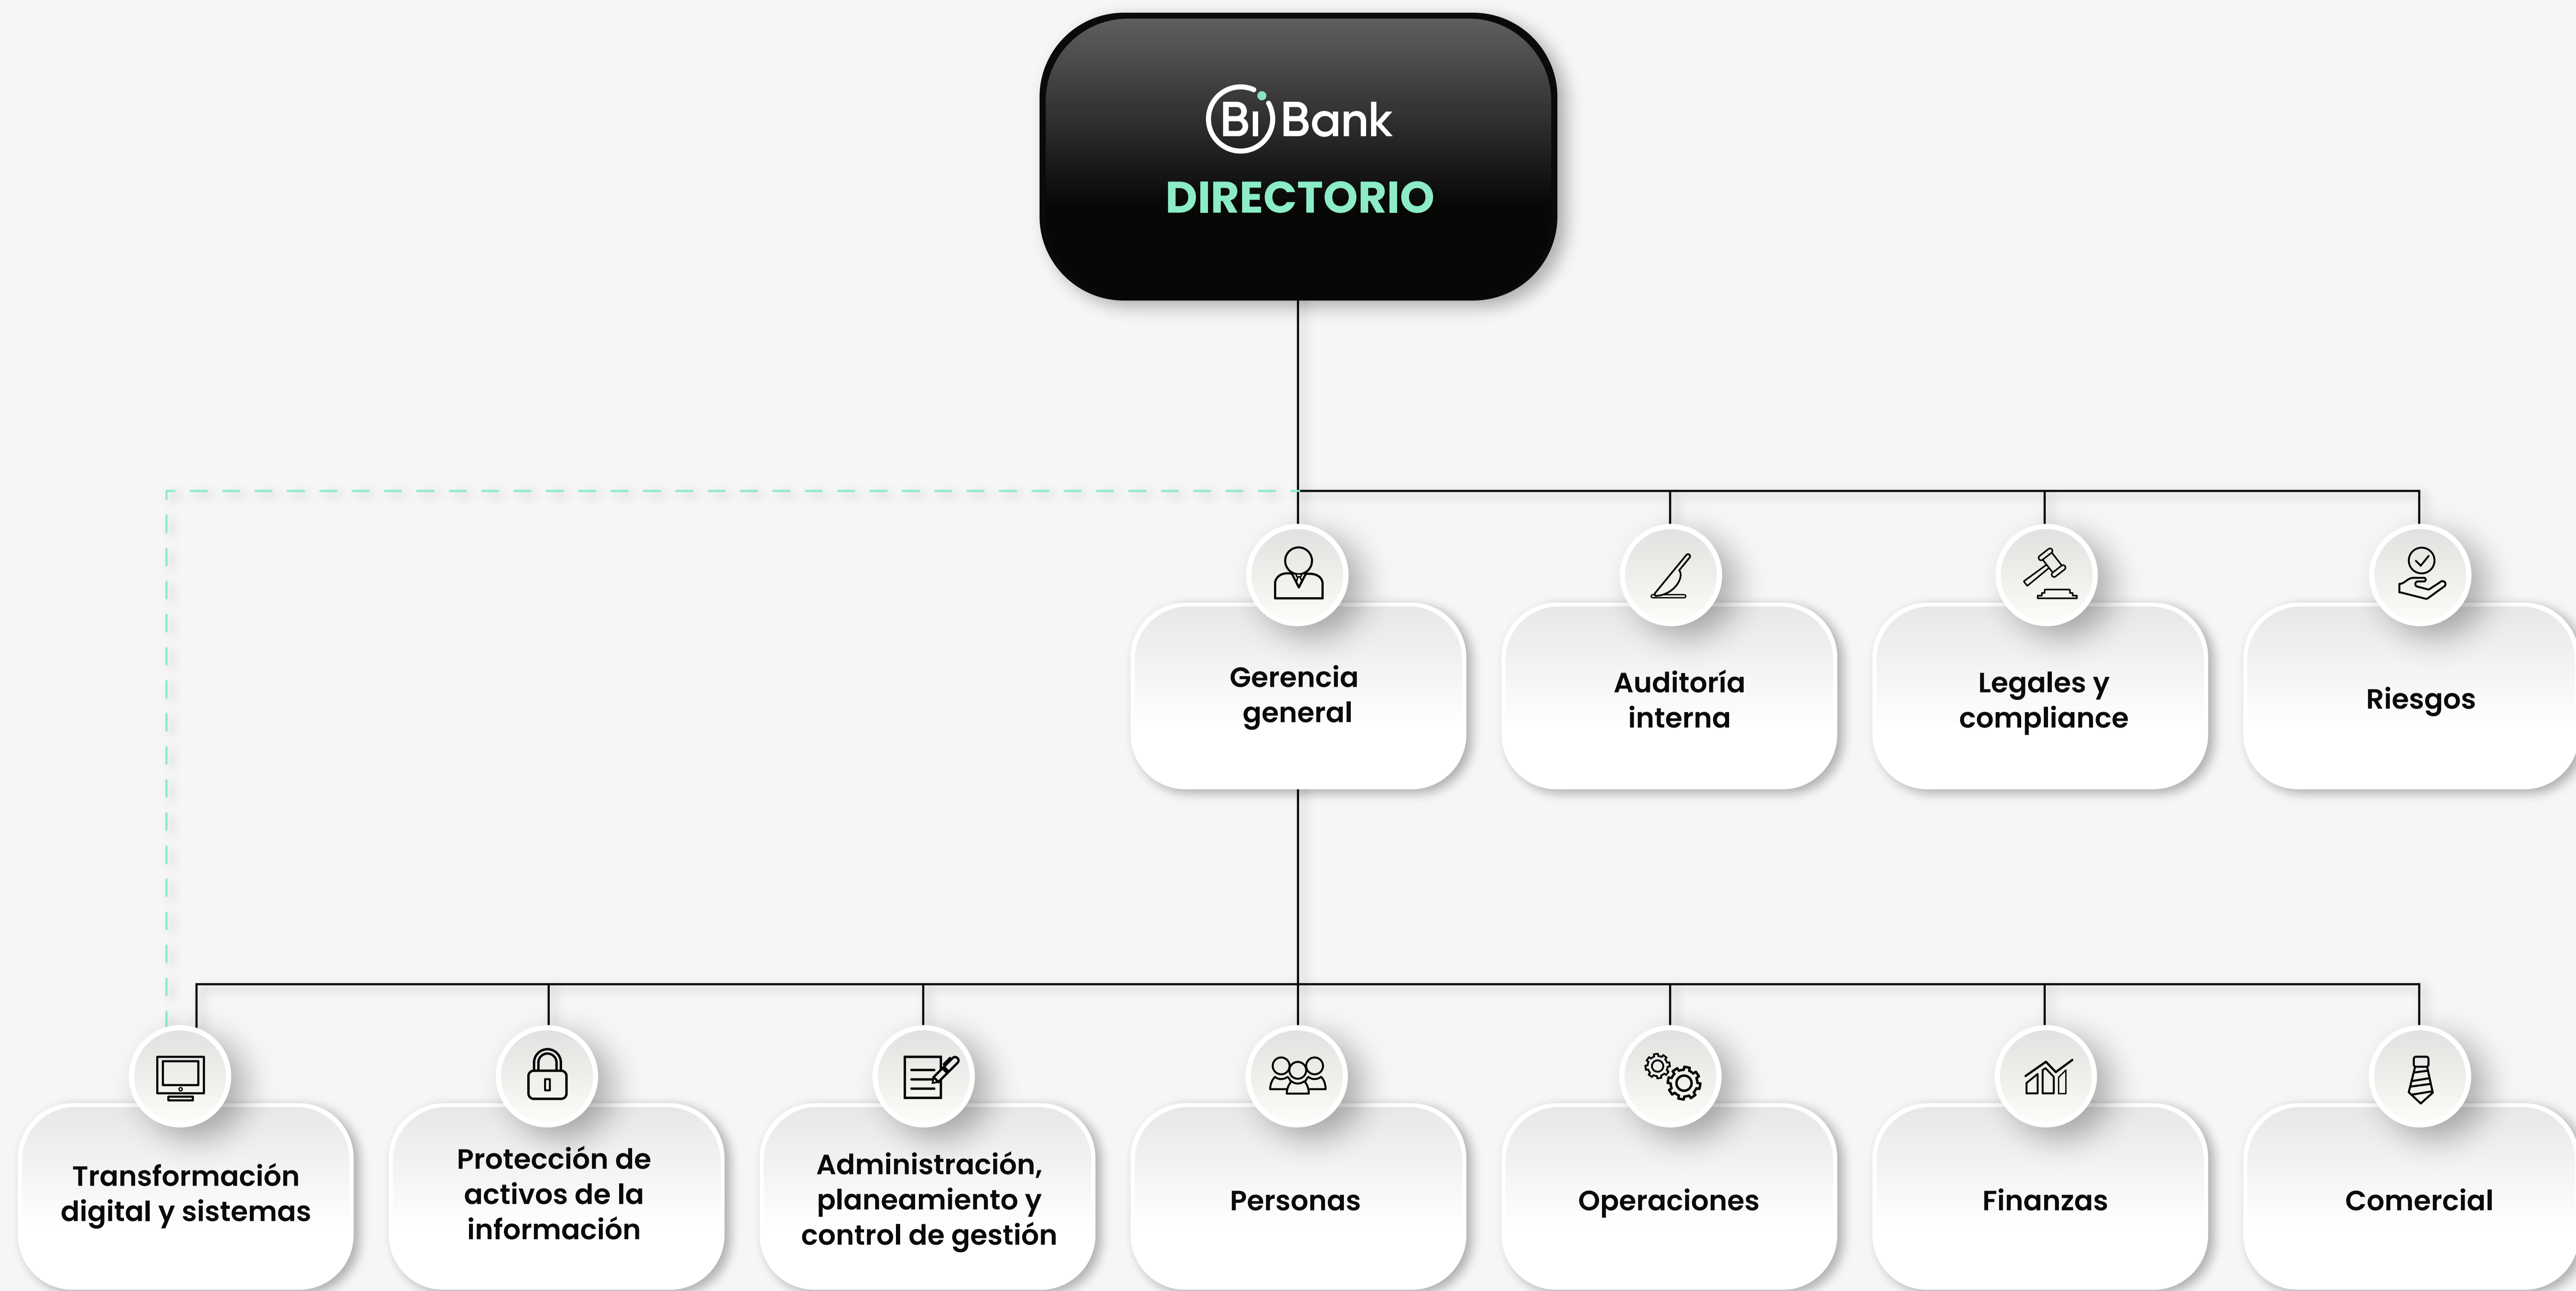 Bi Bank
DIRECTORIO
Gerencia
general
Auditoría
interna
Legales y
compliance
Riesgos
Transformación
digital y sistemas
Protección de
activos de la
información
Administración,
planeamiento y
control de gestión
Personas
Operaciones
Finanzas
Comercial